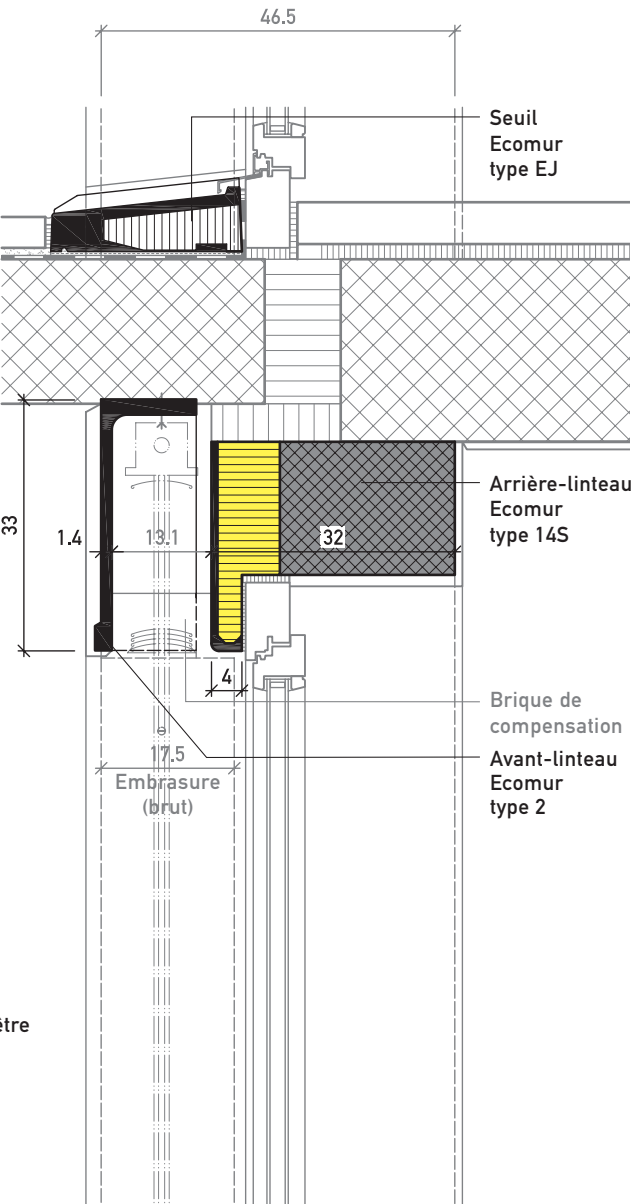 46.5
Seuil
Ecomur
type EJ
Arrière-linteau
Ecomur
type 14S
33
1.4
13.1
32
4
Brique de
compensation
17.5
Embrasure
(brut)
Avant-linteau
Ecomur
type 2
être